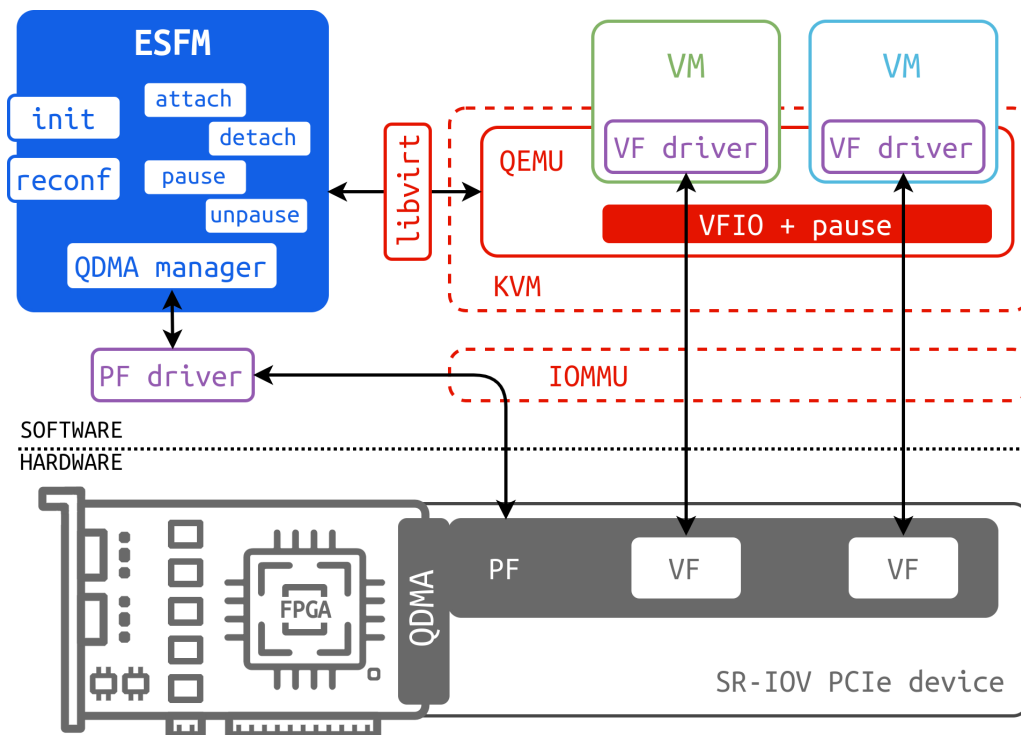 ESFM
init
attach
detach
reconf
pause
unpause
QDMA manager
PF driver
libvirt
QEMU
VM
VF driver
VM
VF driver
VFIO + pause
KVM
IOMMU
SOFTWARE
HARDWARE
FPGA
QDMA
PF
VF
VF
SR-IOV PCIe device